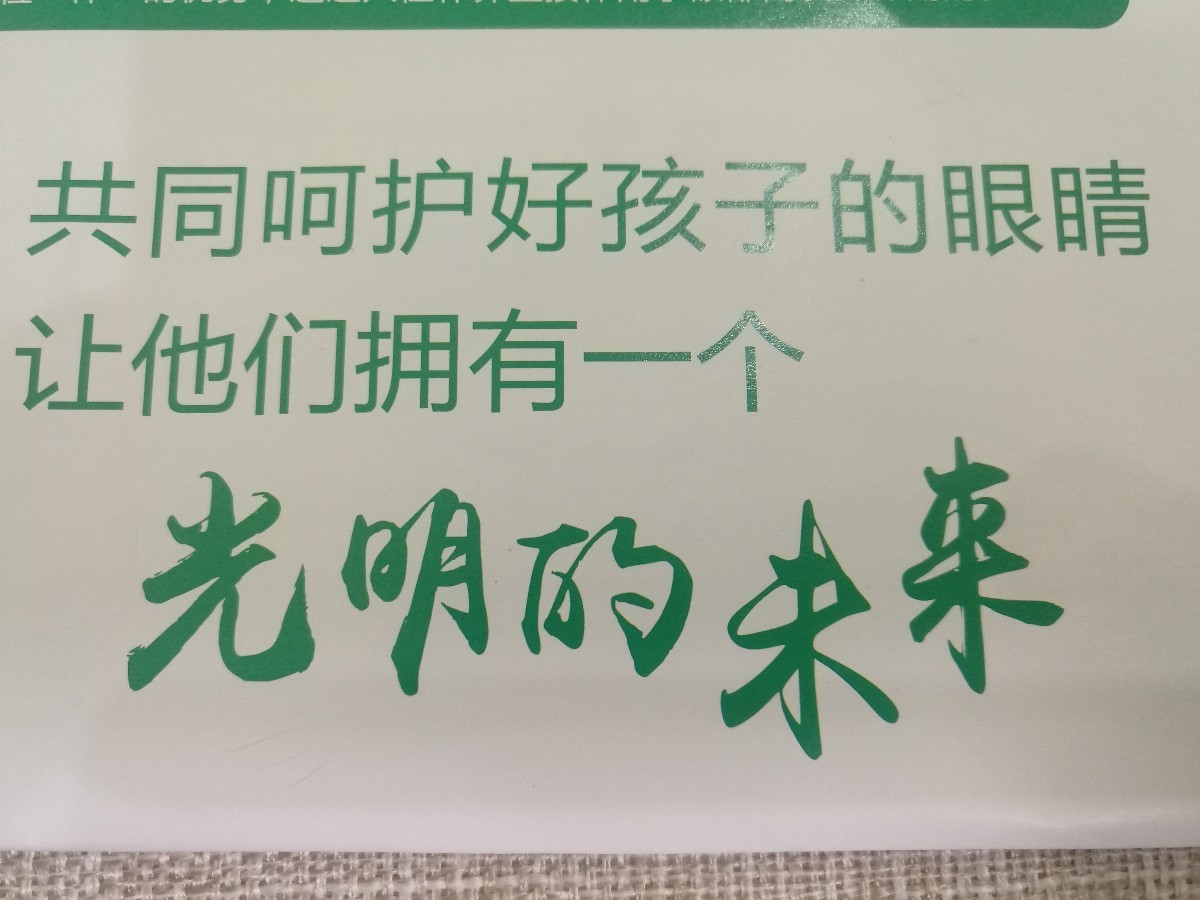 共同呵护好孩子的眼睛
让他们拥有一个
光明的未来